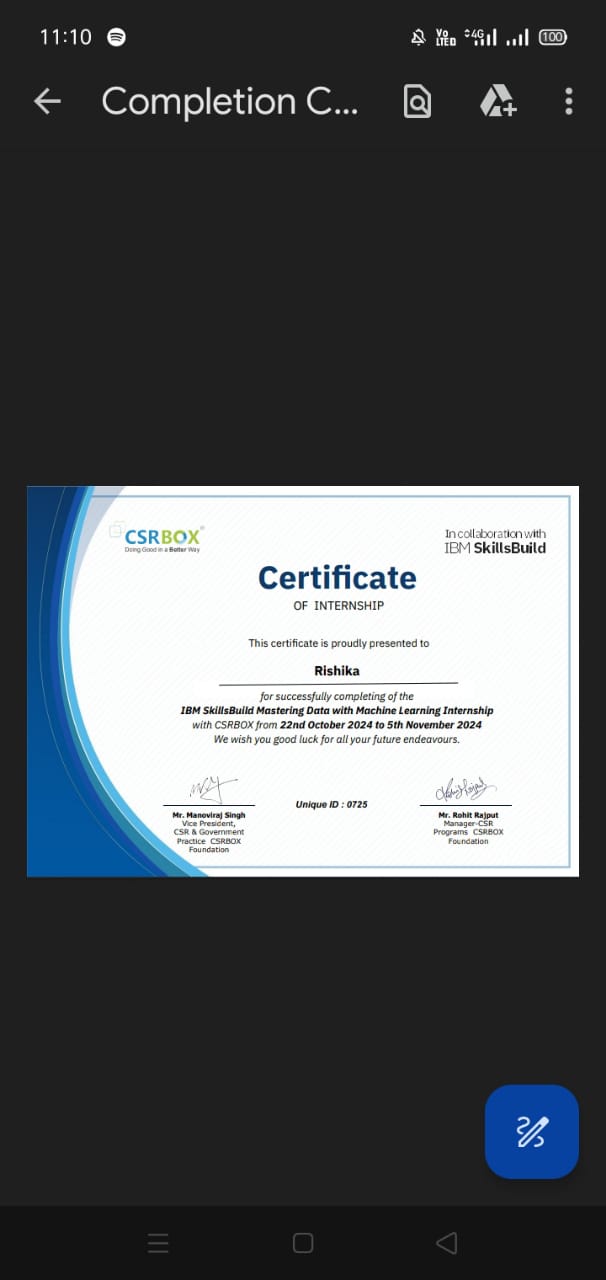 11:10
Vo LTED 4G 100
Completion C...
CSRBOX
Doing Good in a Better Way
In collaboration with
IBM SkillsBuild
Certificate
OF INTERNSHIP
This certificate is proudly presented to
Rishika
for successfully completing of the
IBM SkillsBuild Mastering Data with Machine Learning Internship
with CSRBOX from 22nd October 2024 to 5th November 2024
We wish you good luck for all your future endeavours.
Unique ID : 0725
Mr. Manoviraj Singh
Vice President,
CSR & Government
Practice CSRBOX
Foundation
Mr. Rohit Rajput
Manager-CSR
Programs CSRBOX
Foundation